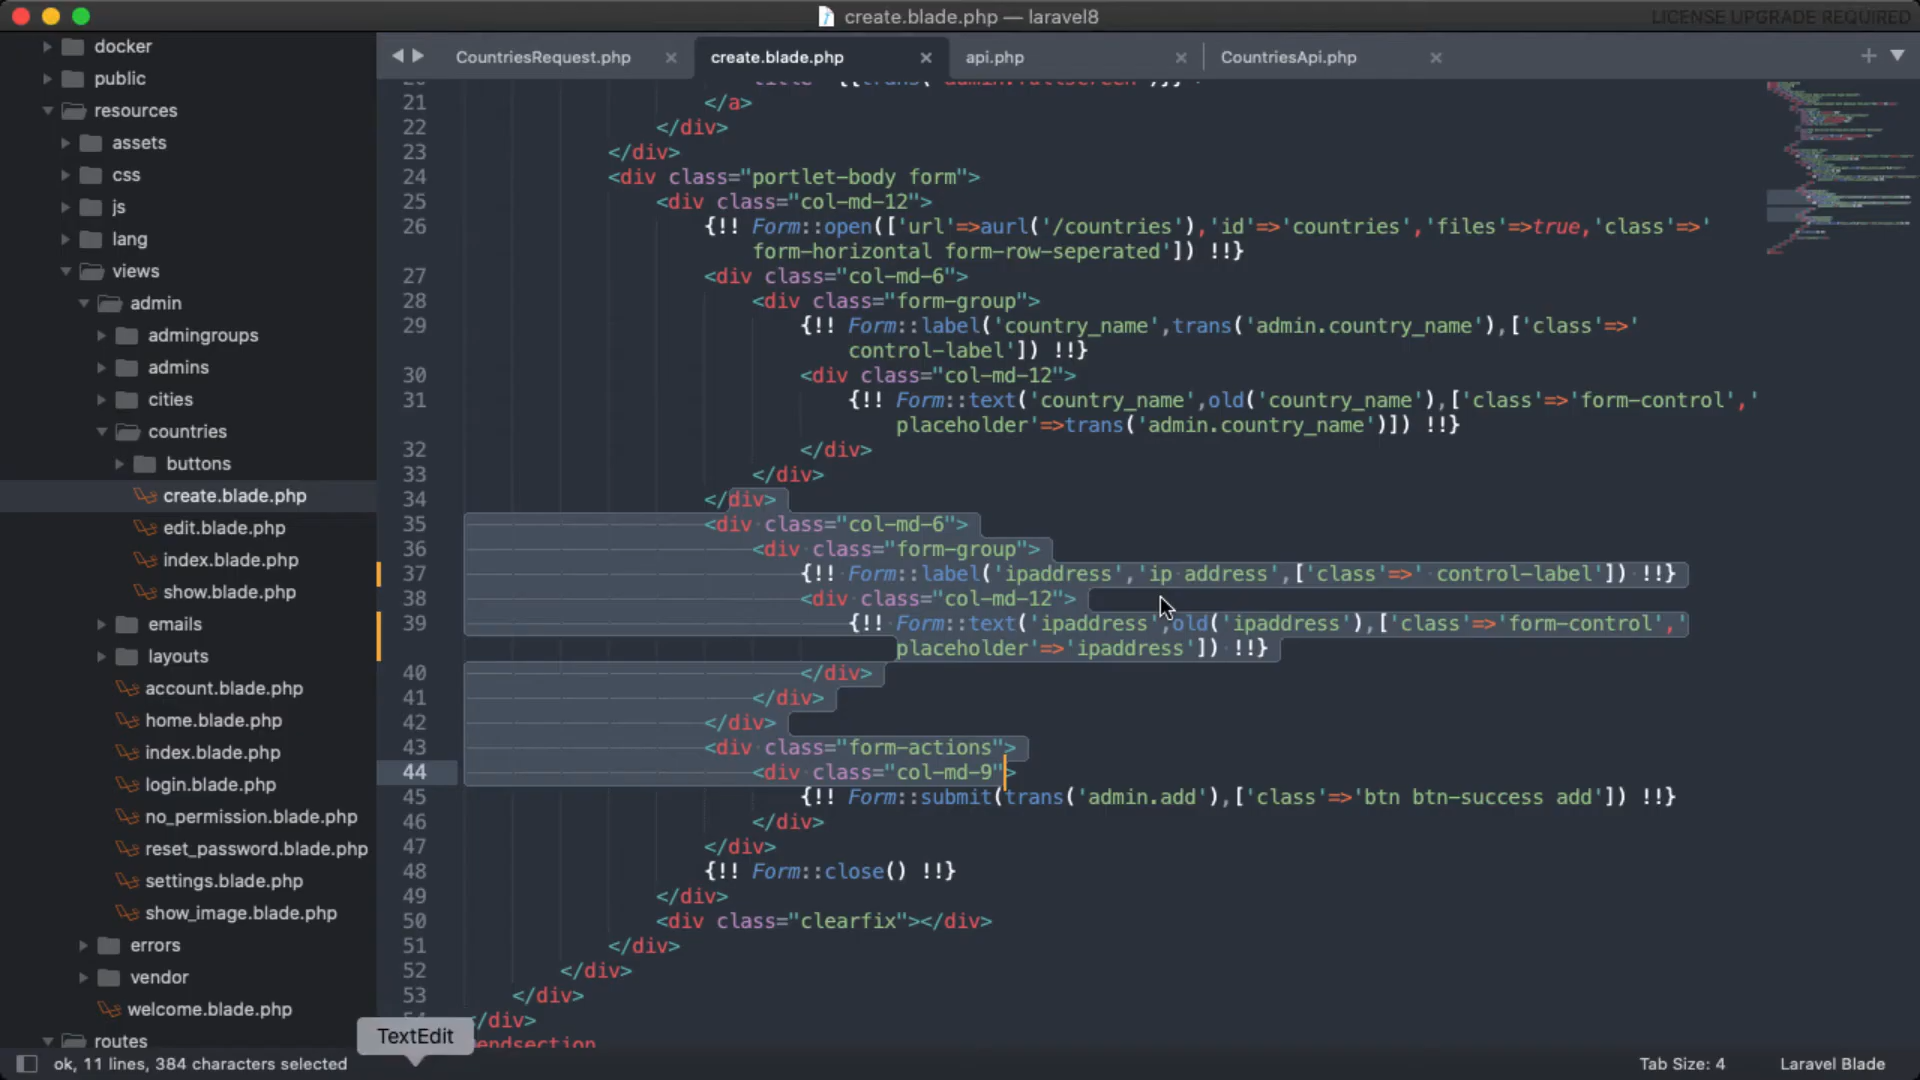 create.blade.php — laravel8
LICENSE UPGRADE REQUIRED
docker
public
resources
assets
css
js
lang
views
admin
admingroups
admins
cities
countries
buttons
create.blade.php
edit.blade.php
index.blade.php
show.blade.php
emails
layouts
account.blade.php
home.blade.php
index.blade.php
login.blade.php
no_permission.blade.php
reset_password.blade.php
settings.blade.php
show_image.blade.php
errors
vendor
welcome.blade.php
routes
CountriesRequest.php
create.blade.php
api.php
CountriesApi.php
21 </a>
22 </div>
23 </div>
24 <div class="portlet-body form">
25 <div class="col-md-12">
26 {!! Form::open(['url'=>aurl('/countries'),'id'=>'countries','files'=>true,'class'=>'
form-horizontal form-row-seperated']) !!}
27 <div class="col-md-6">
28 <div class="form-group">
29 {!! Form::label('country_name',trans('admin.country_name'),['class'=>'
control-label']) !!}
30 <div class="col-md-12">
31 {!! Form::text('country_name',old('country_name'),['class'=>'form-control','
placeholder'=>trans('admin.country_name')]) !!}
32 </div>
33 </div>
34 </div>
35 <div class="col-md-6">
36 <div class="form-group">
37 {!! Form::label('ipaddress','ip address',['class'=>' control-label']) !!}
38 <div class="col-md-12">
39 {!! Form::text('ipaddress',old('ipaddress'),['class'=>'form-control','
placeholder'=>'ipaddress']) !!}
40 </div>
41 </div>
42 </div>
43 <div class="form-actions">
44 <div class="col-md-9">
45 {!! Form::submit(trans('admin.add'),['class'=>'btn btn-success add']) !!}
46 </div>
47 </div>
48 {!! Form::close() !!}
49 </div>
50 <div class="clearfix"></div>
51 </div>
52 </div>
53 </div>
/div>
endsection
TextEdit
ok, 11 lines, 384 characters selected
Tab Size: 4
Laravel Blade